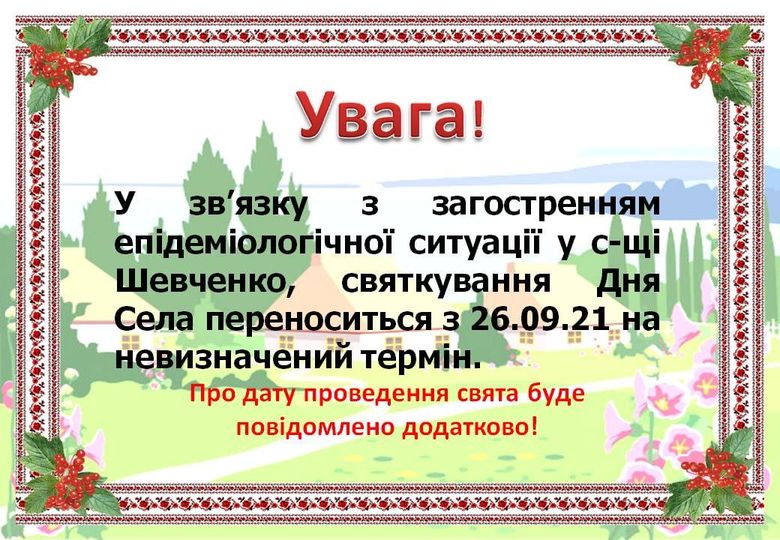 Увага!
У зв’язку з загостренням
епідеміологічної ситуації у с-щі
Шевченко, святкування Дня
Села переноситься з 26.09.21 на
невизначений термін.
Про дату проведення свята буде
повідомлено додатково!